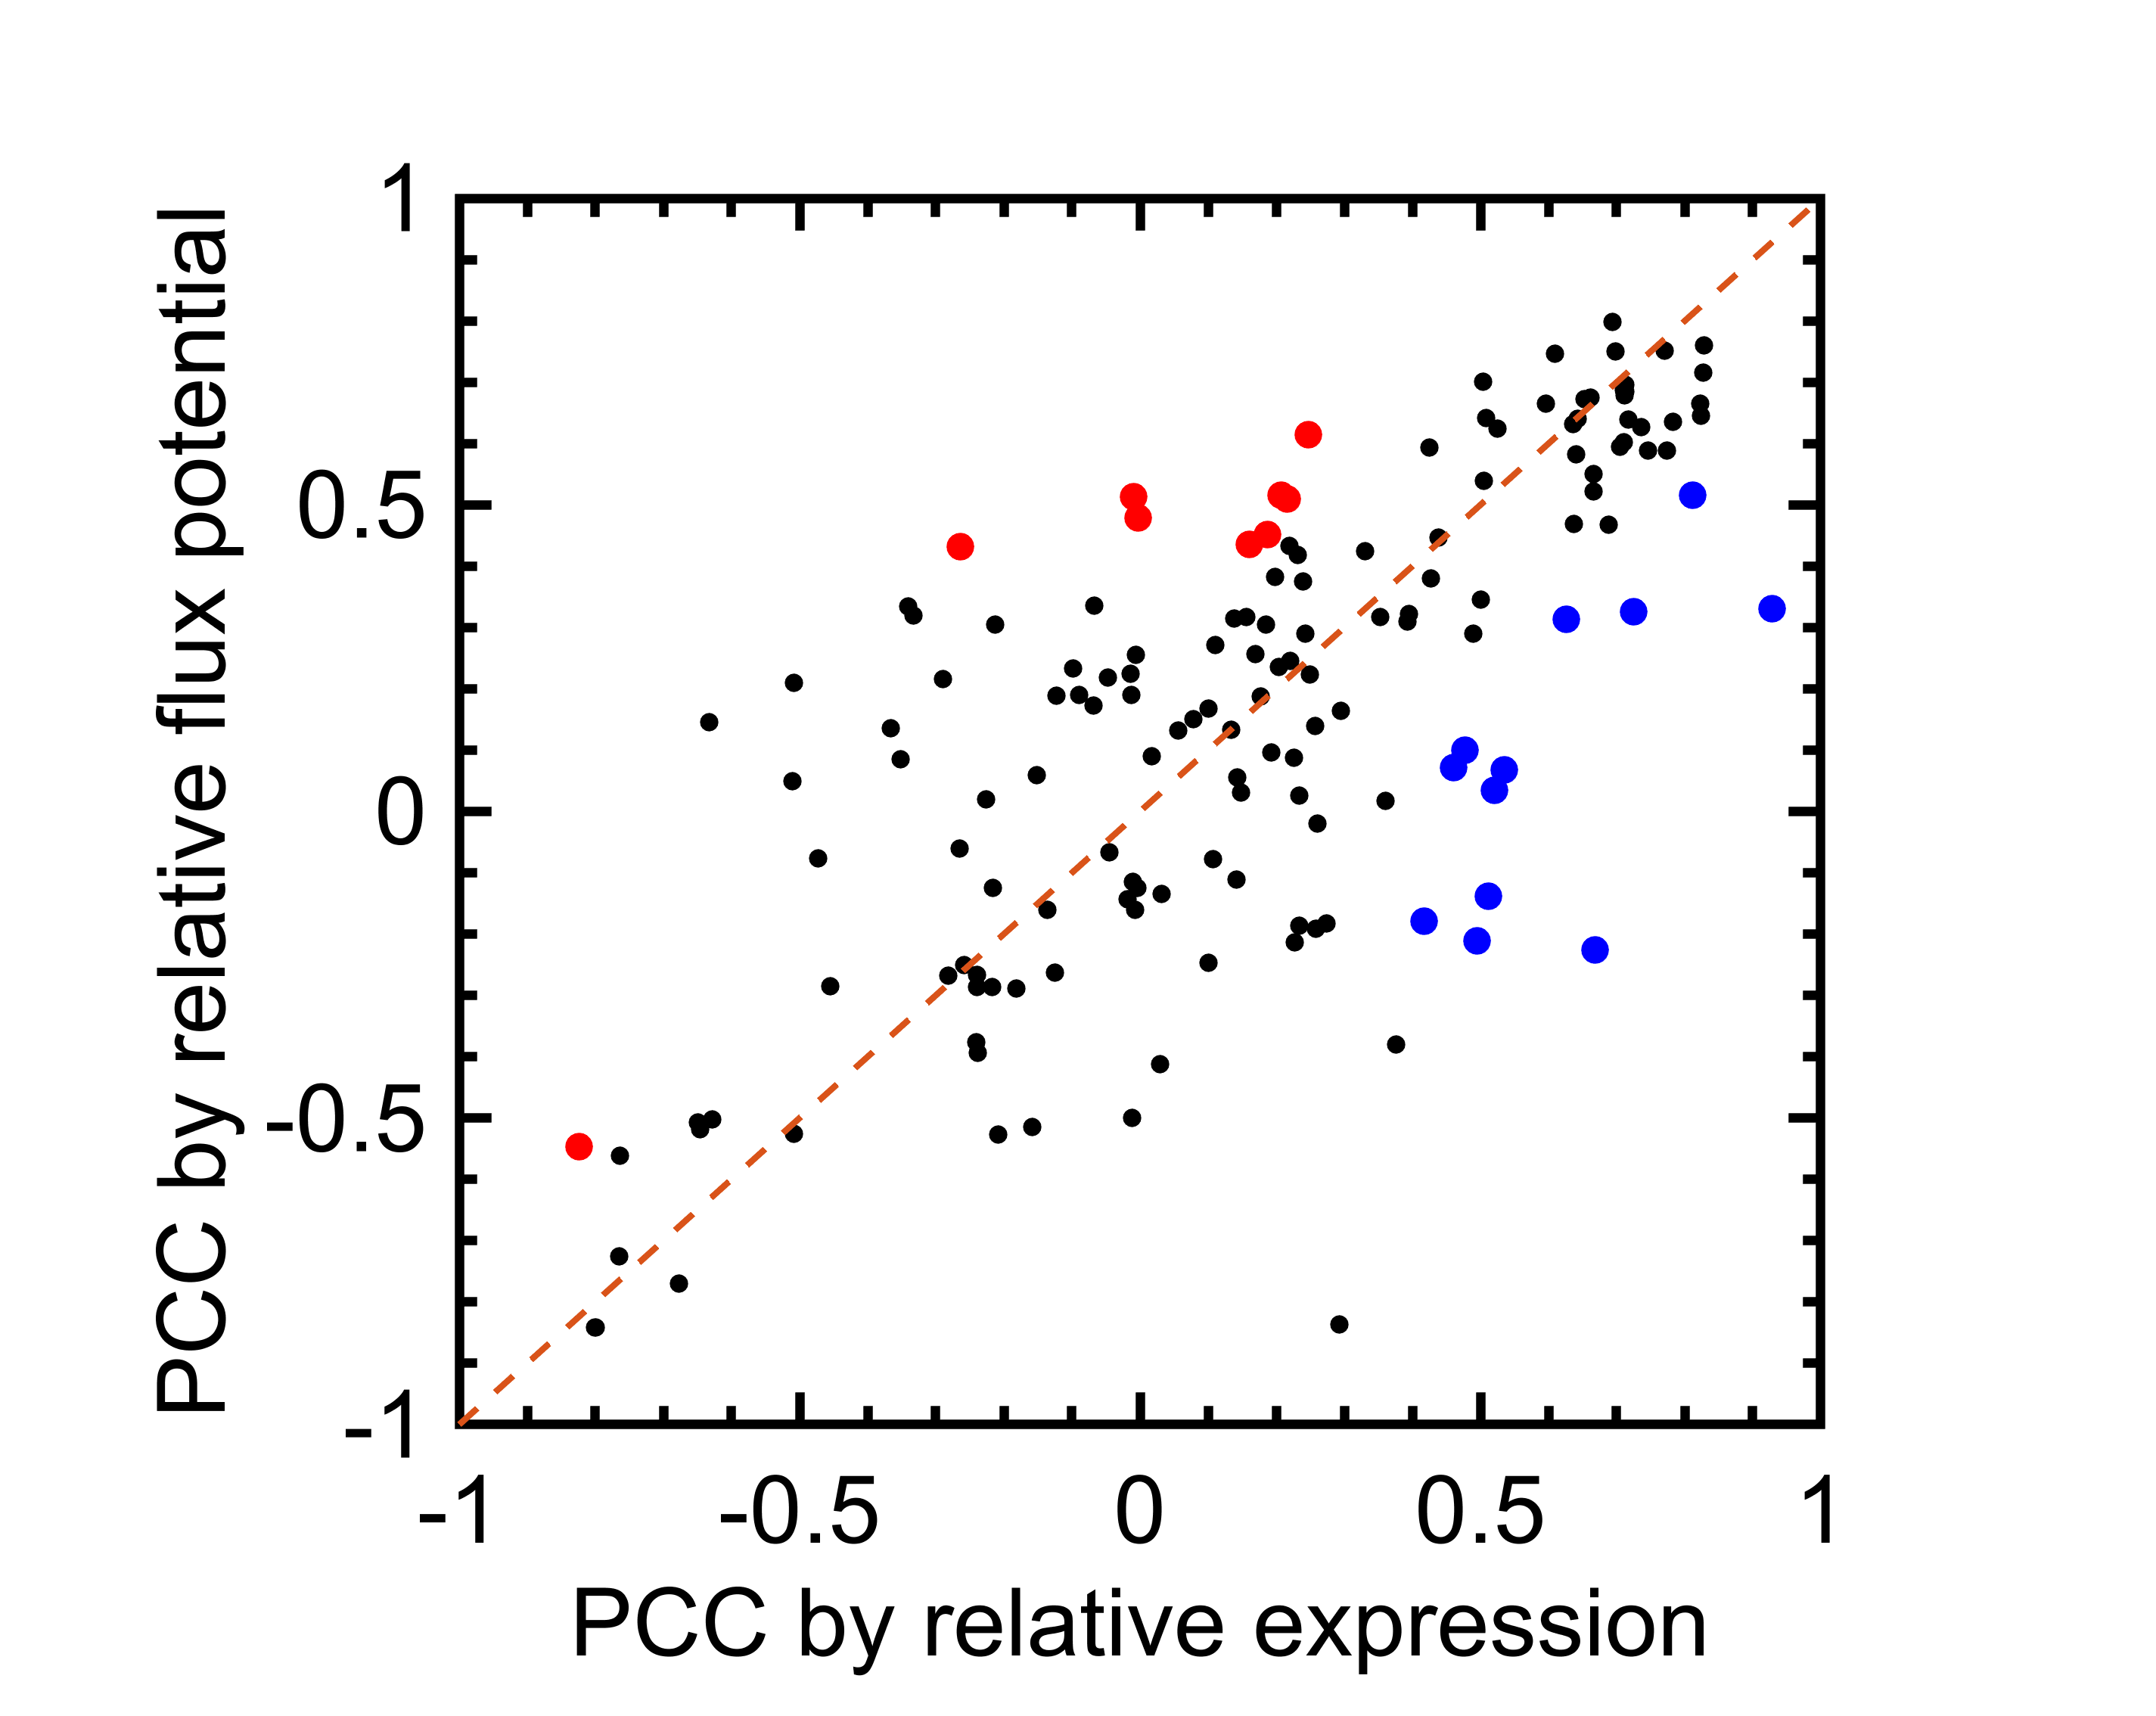 PCC by relative flux potential
1
0.5
0
-0.5
-1
-1 -0.5 0 0.5 1
PCC by relative expression